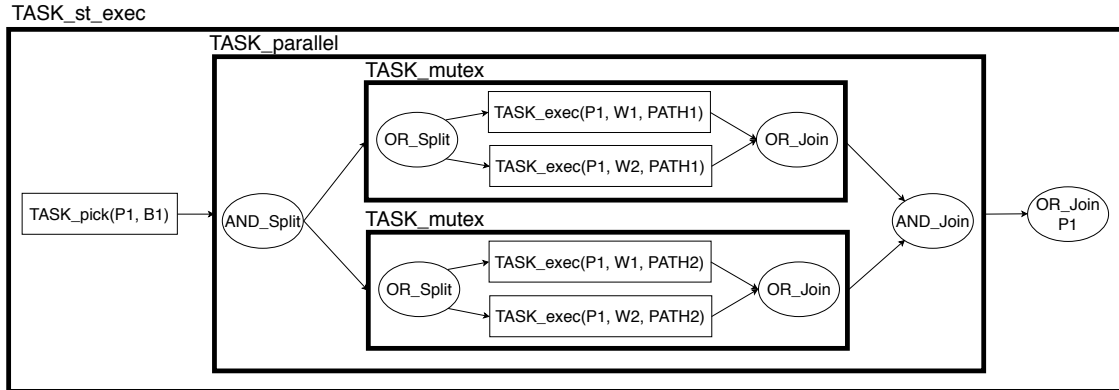 TASK_st_exec
TASK_parallel
TASK_mutex
OR_Split
TASK_exec(P1, W1, PATH1)
TASK_exec(P1, W2, PATH1)
OR_Join
TASK_pick(P1, B1)
AND_Split
TASK_mutex
OR_Split
TASK_exec(P1, W1, PATH2)
TASK_exec(P1, W2, PATH2)
OR_Join
AND_Join
OR_Join
P1